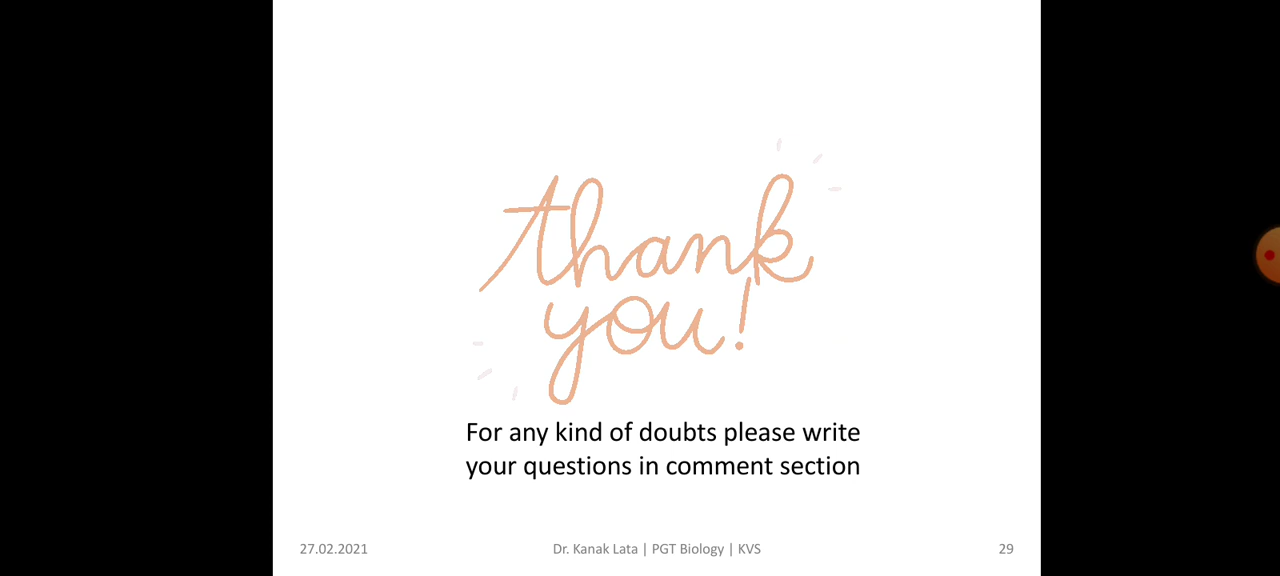 thank
you!
For any kind of doubts please write
your questions in comment section
27.02.2021
Dr. Kanak Lata | PGT Biology | KVS
29